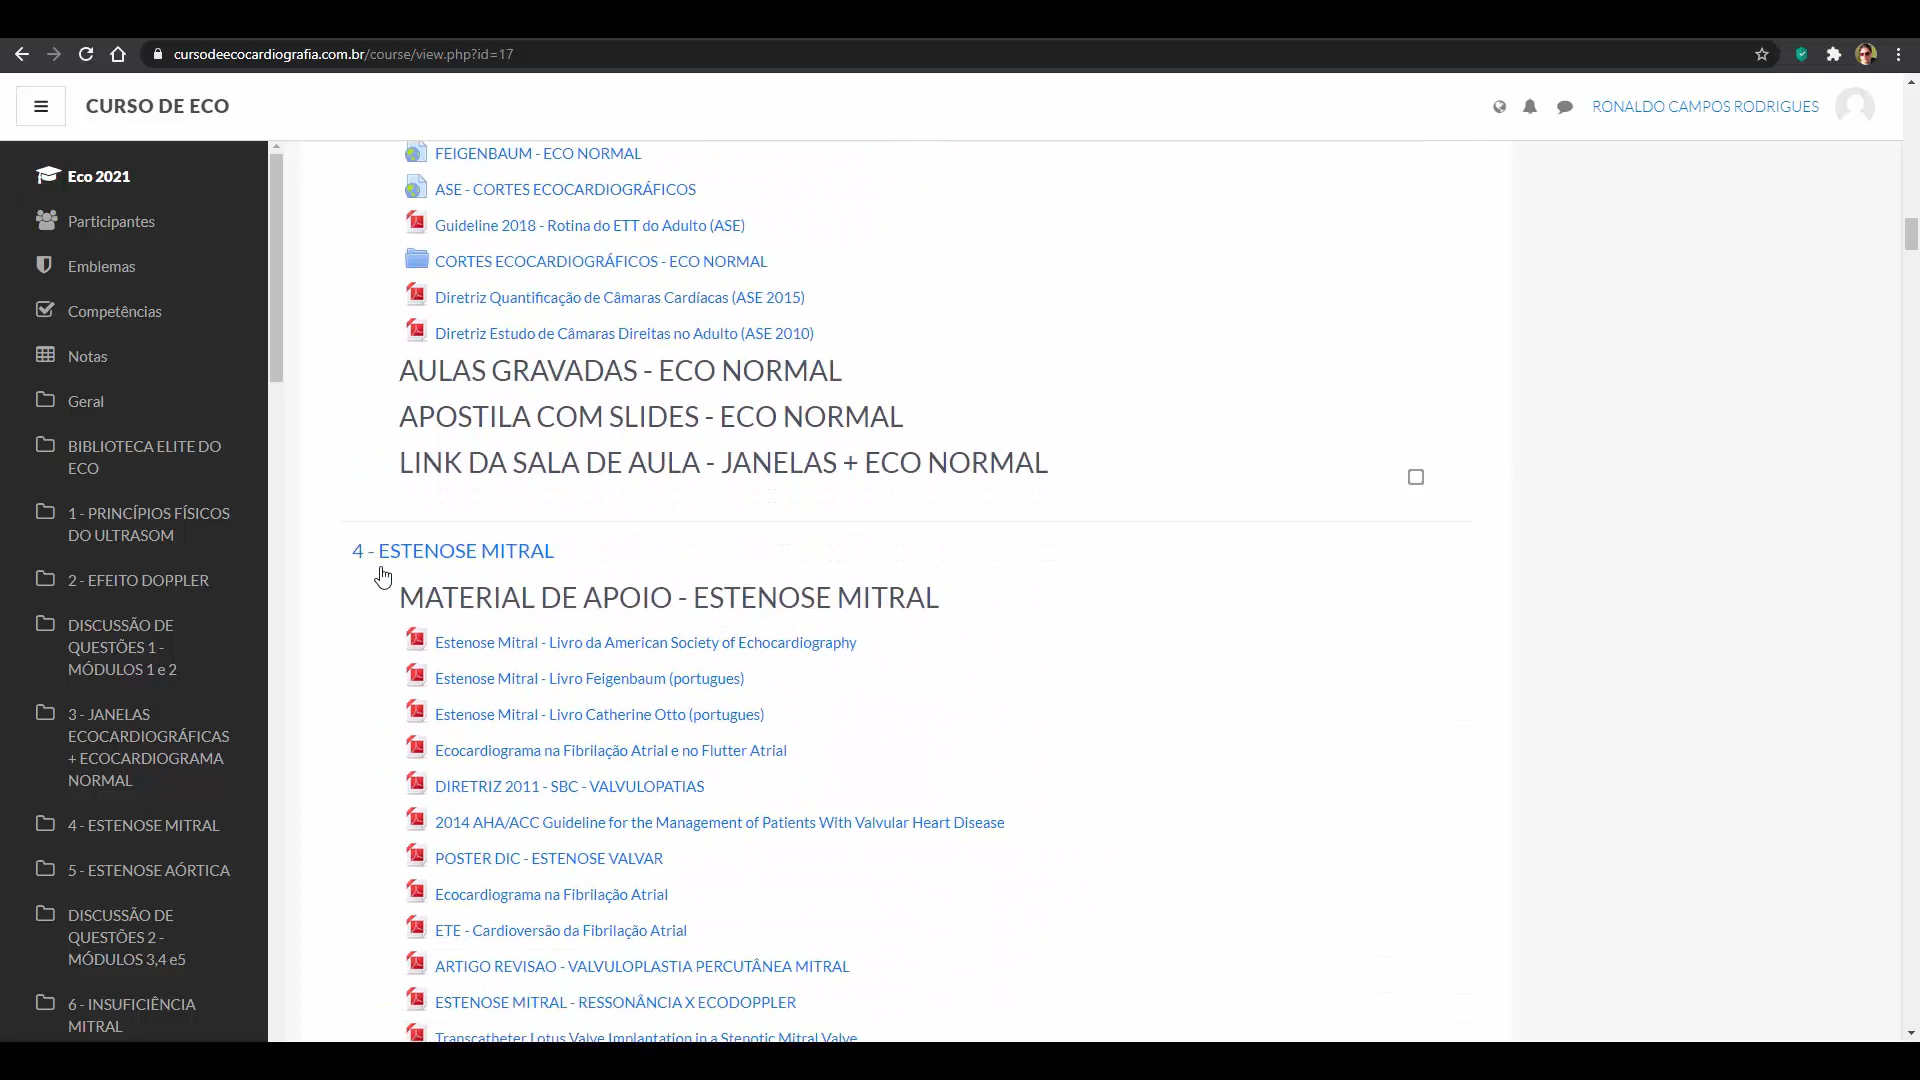 cursodeecocardiografia.com.br/course/view.php?id=17
CURSO DE ECO
RONALDO CAMPOS RODRIGUES
Eco 2021
Participantes
Emblemas
Competências
Notas
Geral
BIBLIOTECA ELITE DO
ECO
1 - PRINCÍPIOS FÍSICOS
DO ULTRASOM
2 - EFEITO DOPPLER
DISCUSSÃO DE
QUESTÕES 1 -
MÓDULOS 1 e 2
3 - JANELAS
ECOCARDIOGRÁFICAS
+ ECOCARDIOGRAMA
NORMAL
4 - ESTENOSE MITRAL
5 - ESTENOSE AÓRTICA
DISCUSSÃO DE
QUESTÕES 2 -
MÓDULOS 3,4 e5
6 - INSUFICIÊNCIA
MITRAL
FEIGENBAUM - ECO NORMAL
ASE - CORTES ECOCARDIOGRÁFICOS
Guideline 2018 - Rotina do ETT do Adulto (ASE)
CORTES ECOCARDIOGRÁFICOS - ECO NORMAL
Diretriz Quantificação de Câmaras Cardíacas (ASE 2015)
Diretriz Estudo de Câmaras Direitas no Adulto (ASE 2010)
AULAS GRAVADAS - ECO NORMAL
APOSTILA COM SLIDES - ECO NORMAL
LINK DA SALA DE AULA - JANELAS + ECO NORMAL
4 - ESTENOSE MITRAL
MATERIAL DE APOIO - ESTENOSE MITRAL
Estenose Mitral - Livro da American Society of Echocardiography
Estenose Mitral - Livro Feigenbaum (portugues)
Estenose Mitral - Livro Catherine Otto (portugues)
Ecocardiograma na Fibrilação Atrial e no Flutter Atrial
DIRETRIZ 2011 - SBC - VALVULOPATIAS
2014 AHA/ACC Guideline for the Management of Patients With Valvular Heart Disease
POSTER DIC - ESTENOSE VALVAR
Ecocardiograma na Fibrilação Atrial
ETE - Cardioversão da Fibrilação Atrial
ARTIGO REVISAO - VALVULOPLASTIA PERCUTÂNEA MITRAL
ESTENOSE MITRAL - RESSONÂNCIA X ECODOPPLER
Transcatheter Lotus Valve Implantation in a Stenotic Mitral Valve